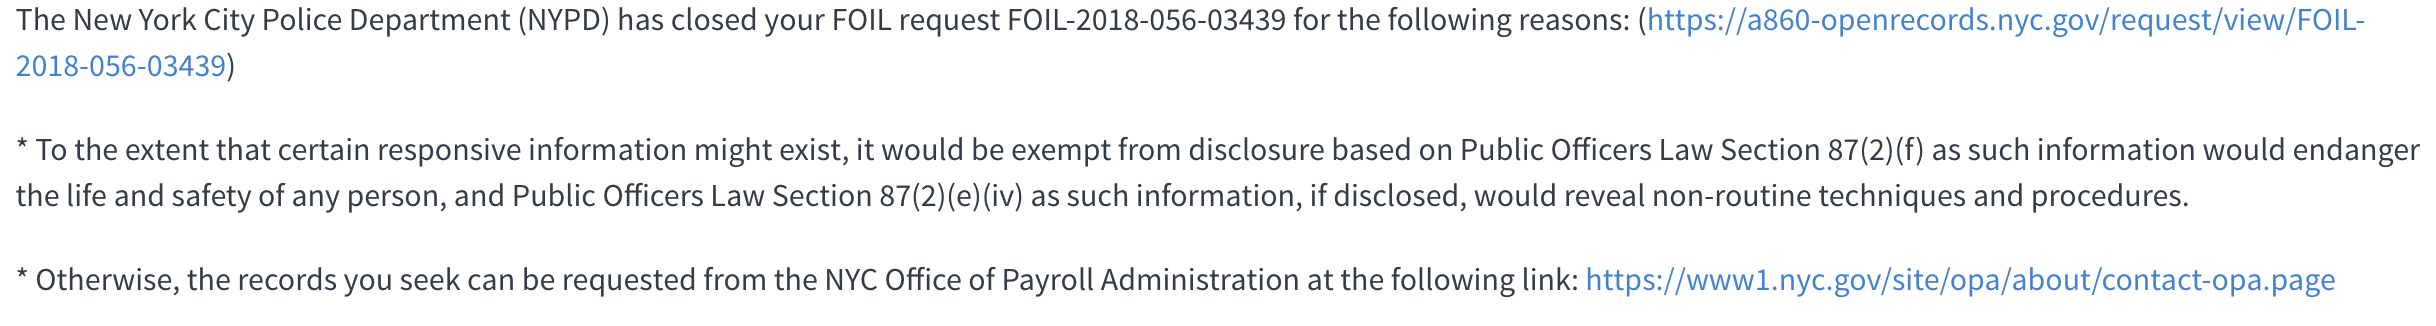 The New York City Police Department (NYPD) has closed your FOIL request FOIL-2018-056-03439 for the following reasons: (https://a860-openrecords.nyc.gov/request/view/FOIL-
2018-056-03439)
* To the extent that certain responsive information might exist, it would be exempt from disclosure based on Public Officers Law Section 87(2)(f) as such information would endanger
the life and safety of any person, and Public Officers Law Section 87(2)(e)(iv) as such information, if disclosed, would reveal non-routine techniques and procedures.
* Otherwise, the records you seek can be requested from the NYC Office of Payroll Administration at the following link: https://www1.nyc.gov/site/opa/about/contact-opa.page